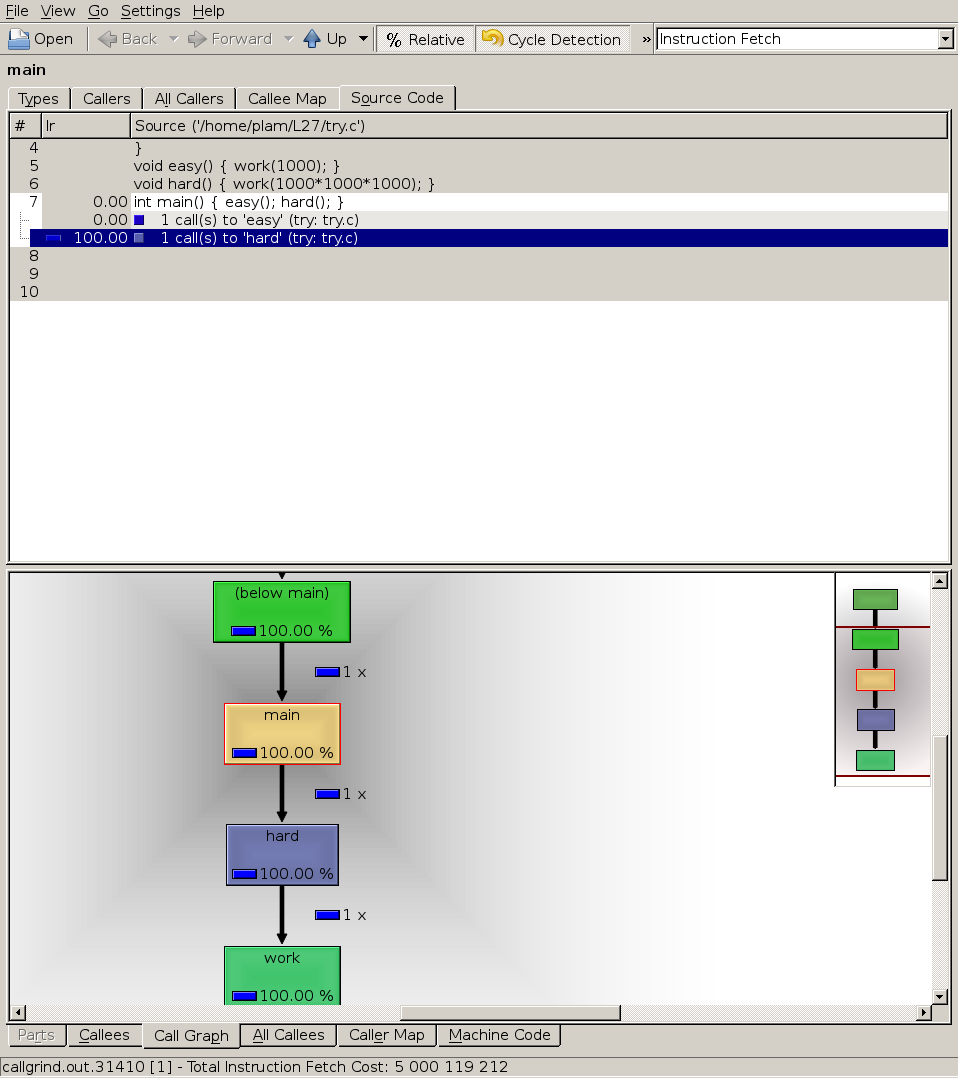 File View Go Settings Help
Open Back Forward Up % Relative Cycle Detection » Instruction Fetch
main
Types Callers All Callers Callee Map Source Code
# Ir Source ('/home/plam/L27/try.c')
4 }
5 void easy() { work(1000); }
6 void hard() { work(1000*1000*1000); }
7 0.00 int main() { easy(); hard(); }
0.00 1 call(s) to 'easy' (try: try.c)
100.00 1 call(s) to 'hard' (try: try.c)
8
9
10
(below main)
100.00 %
1 x
main
100.00 %
1 x
hard
100.00 %
1 x
work
100.00 %
Parts Callees Call Graph All Callees Caller Map Machine Code
callgrind.out.31410 [1] - Total Instruction Fetch Cost: 5 000 119 212